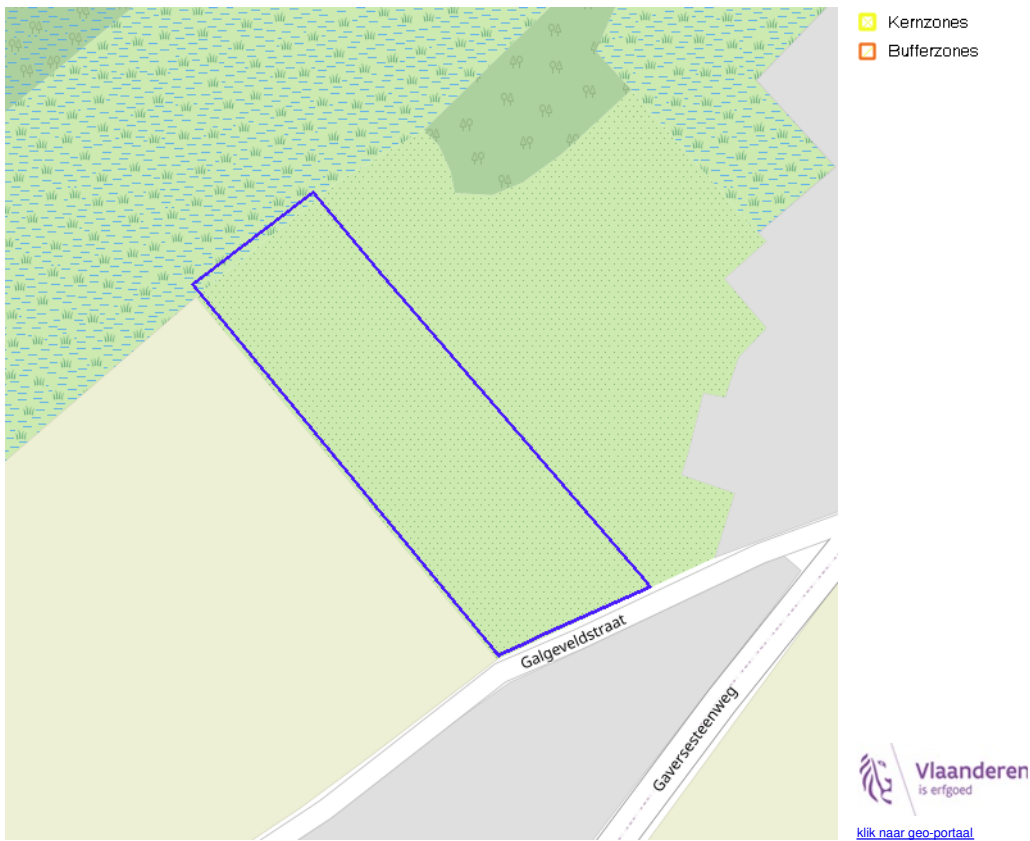 Kernzones
Bufferzones
Galgeveldstraat
Gaversesteenweg
Vlaanderen
is erfgoed
klik naar geo-portaal